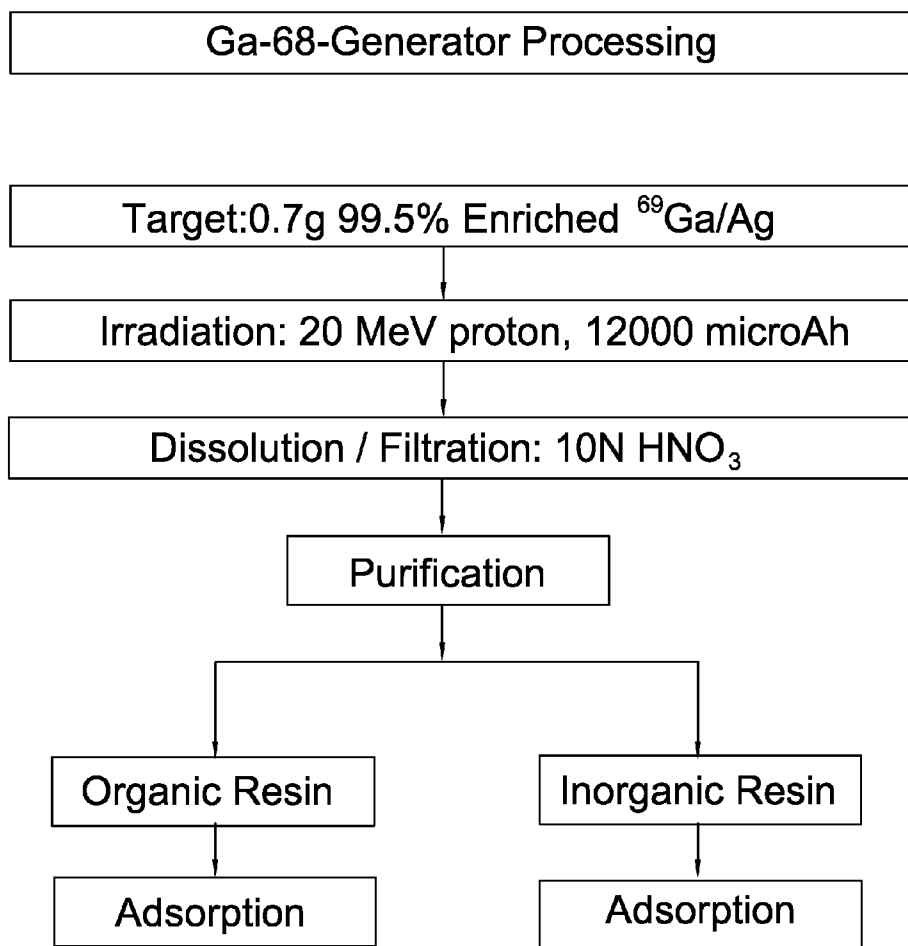 Ga-68-Generator Processing
Target:0.7g 99.5% Enriched ⁶⁹Ga/Ag
Irradiation: 20 MeV proton, 12000 microAh
Dissolution / Filtration: 10N HNO₃
Purification
Organic Resin
Inorganic Resin
Adsorption
Adsorption